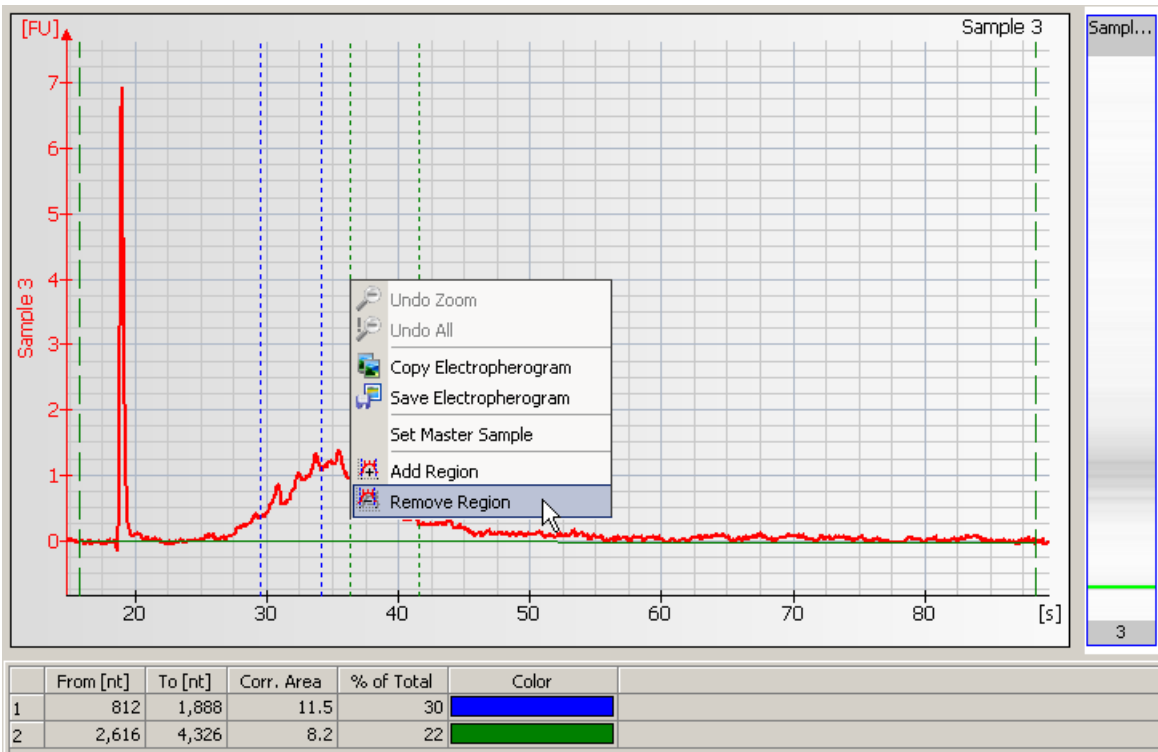 [FU] Sample 3 Sampl...
7
6
5
4
3
2
1
0
Sample 3
Undo Zoom
Undo All
Copy Electropherogram
Save Electropherogram
Set Master Sample
Add Region
Remove Region
20 30 40 50 60 70 80 [s]
3
From [nt] To [nt] Corr. Area % of Total Color
1 812 1,888 11.5 30
2 2,616 4,326 8.2 22